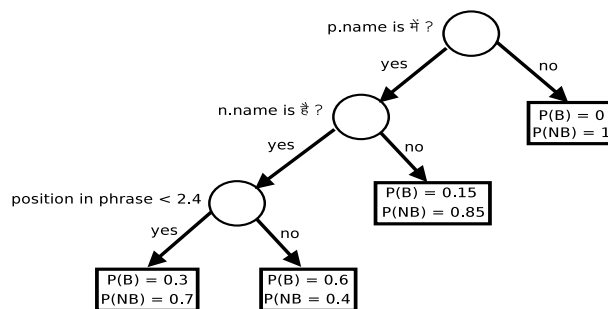 p.name is में ?
yes
no
n.name is है ?
P(B) = 0
P(NB) = 1
yes
no
position in phrase < 2.4
P(B) = 0.15
P(NB) = 0.85
yes
no
P(B) = 0.3
P(NB) = 0.7
P(B) = 0.6
P(NB = 0.4